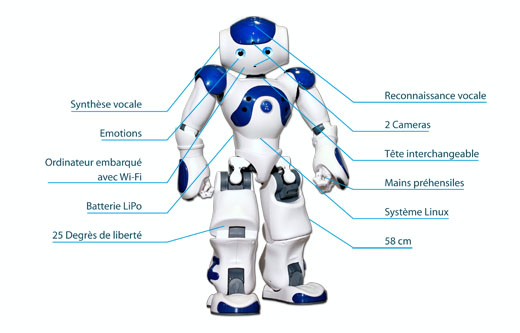 Synthèse vocale
Emotions
Ordinateur embarqué
avec Wi-Fi
Batterie LiPo
25 Degrès de liberté
Reconnaissance vocale
2 Cameras
Tête interchangeable
Mains préhensiles
Système Linux
58 cm